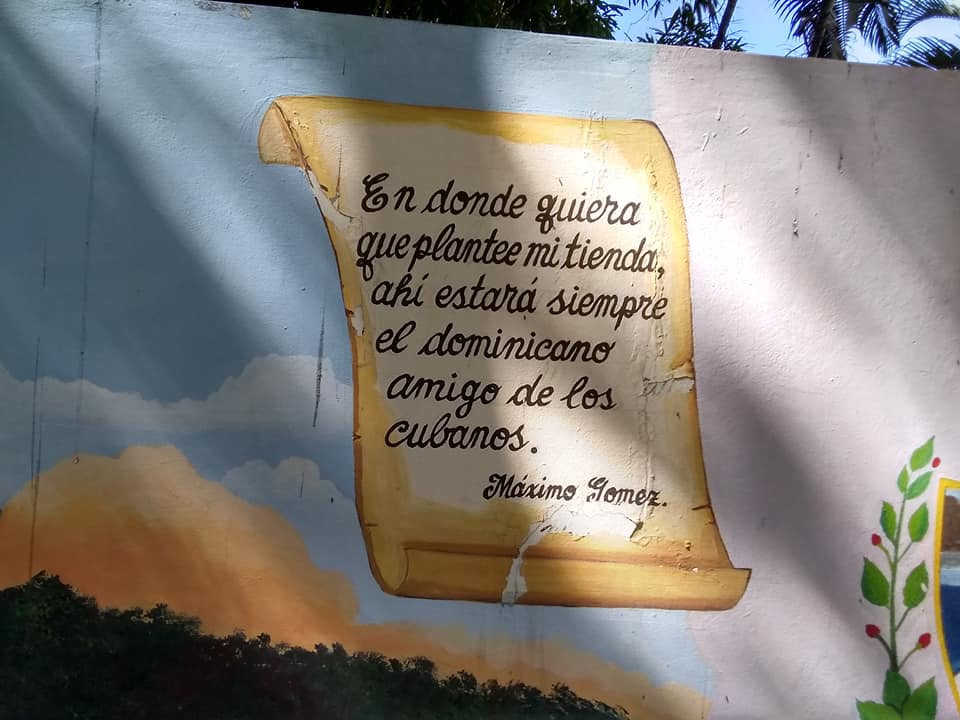 En donde quiera
que plantee mi tienda,
ahí estará siempre
el dominicano
amigo de los
cubanos.
Máximo Gomez.